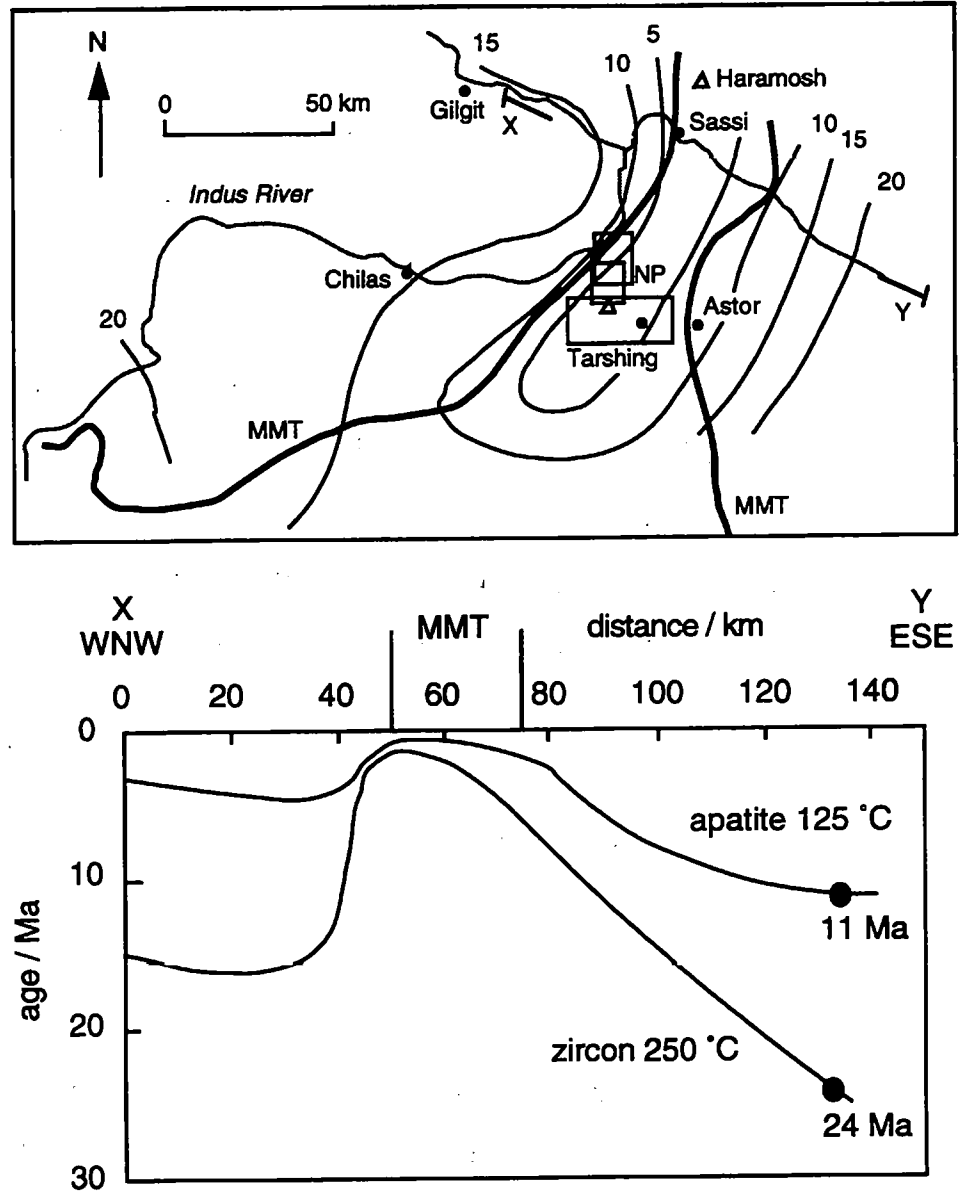 N
0 50 km
15
Gilgit
X
10
5
Haramosh
Sassi
10
15
20
Indus River
Chilas
NP
Y
Astor
20
Tarshing
MMT
MMT
X
WNW
MMT
distance / km
Y
ESE
0 20 40 60 80 100 120 140
0
10
20
30
age / Ma
apatite 125 °C
11 Ma
zircon 250 °C
24 Ma